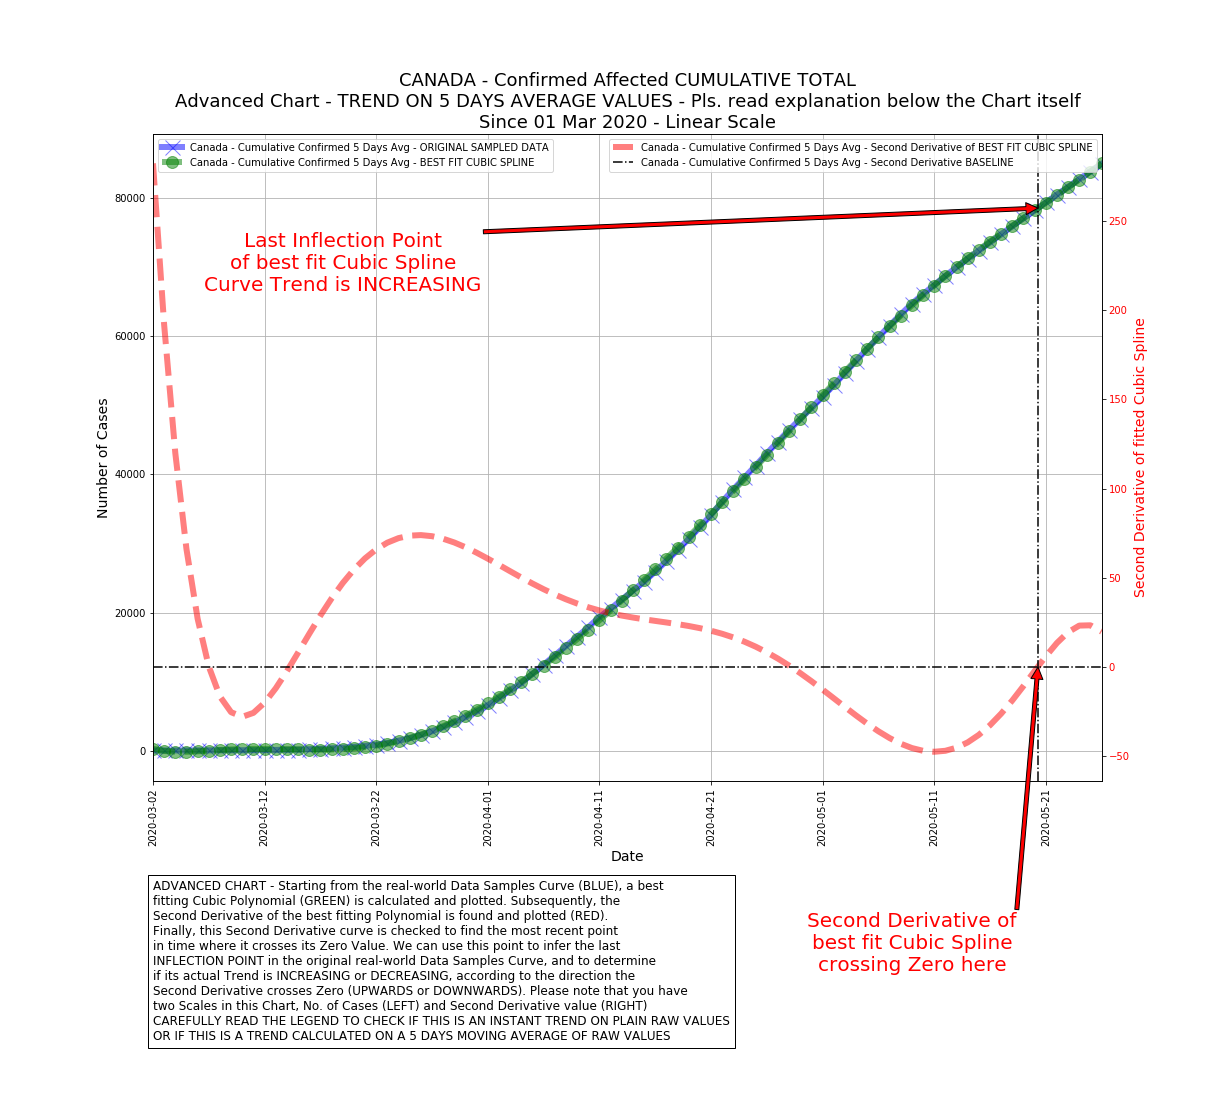 CANADA - Confirmed Affected CUMULATIVE TOTAL
Advanced Chart - TREND ON 5 DAYS AVERAGE VALUES - Pls. read explanation below the Chart itself
Since 01 Mar 2020 - Linear Scale
Canada - Cumulative Confirmed 5 Days Avg - ORIGINAL SAMPLED DATA
Canada - Cumulative Confirmed 5 Days Avg - BEST FIT CUBIC SPLINE
Canada - Cumulative Confirmed 5 Days Avg - Second Derivative of BEST FIT CUBIC SPLINE
Canada - Cumulative Confirmed 5 Days Avg - Second Derivative BASELINE
Last Inflection Point
of best fit Cubic Spline
Curve Trend is INCREASING
Number of Cases
80000
60000
40000
20000
0
Second Derivative of fitted Cubic Spline
250
200
150
100
50
0
−50
2020-03-02
2020-03-12
2020-03-22
2020-04-01
2020-04-11
2020-04-21
2020-05-01
2020-05-11
2020-05-21
Date
ADVANCED CHART - Starting from the real-world Data Samples Curve (BLUE), a best
fitting Cubic Polynomial (GREEN) is calculated and plotted. Subsequently, the
Second Derivative of the best fitting Polynomial is found and plotted (RED).
Finally, this Second Derivative curve is checked to find the most recent point
in time where it crosses its Zero Value. We can use this point to infer the last
INFLECTION POINT in the original real-world Data Samples Curve, and to determine
if its actual Trend is INCREASING or DECREASING, according to the direction the
Second Derivative crosses Zero (UPWARDS or DOWNWARDS). Please note that you have
two Scales in this Chart, No. of Cases (LEFT) and Second Derivative value (RIGHT)
CAREFULLY READ THE LEGEND TO CHECK IF THIS IS AN INSTANT TREND ON PLAIN RAW VALUES
OR IF THIS IS A TREND CALCULATED ON A 5 DAYS MOVING AVERAGE OF RAW VALUES
Second Derivative of
best fit Cubic Spline
crossing Zero here